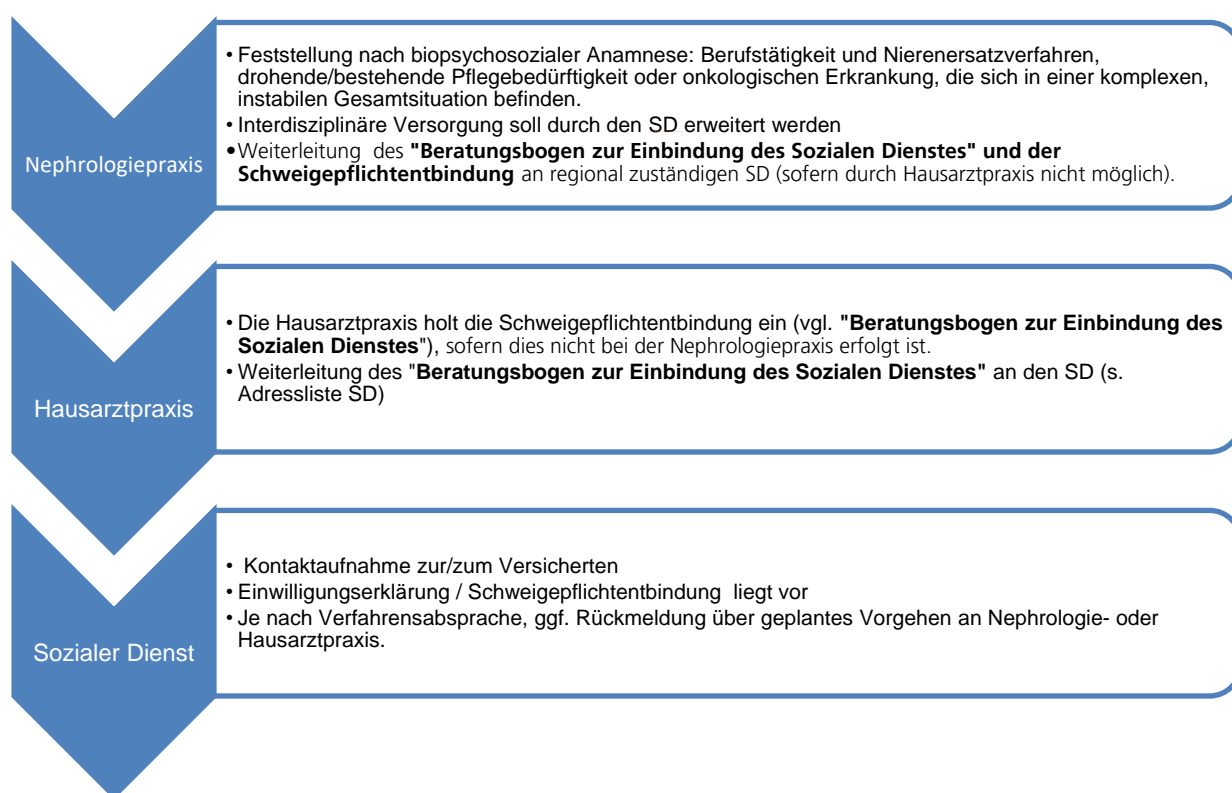 Nephrologiepraxis
• Feststellung nach biopsychosozialer Anamnese: Berufstätigkeit und Nierenersatzverfahren,
drohende/bestehende Pflegebedürftigkeit oder onkologischen Erkrankung, die sich in einer komplexen,
instabilen Gesamtsituation befinden.
• Interdisziplinäre Versorgung soll durch den SD erweitert werden
•Weiterleitung des "Beratungsbogen zur Einbindung des Sozialen Dienstes" und der
Schweigepflichtentbindung an regional zuständigen SD (sofern durch Hausarztpraxis nicht möglich).
Hausarztpraxis
• Die Hausarztpraxis holt die Schweigepflichtentbindung ein (vgl. "Beratungsbogen zur Einbindung des
Sozialen Dienstes"), sofern dies nicht bei der Nephrologiepraxis erfolgt ist.
• Weiterleitung des "Beratungsbogen zur Einbindung des Sozialen Dienstes" an den SD (s.
Adressliste SD)
Sozialer Dienst
• Kontaktaufnahme zur/zum Versicherten
• Einwilligungserklärung / Schweigepflichtentbindung liegt vor
• Je nach Verfahrensabsprache, ggf. Rückmeldung über geplantes Vorgehen an Nephrologie- oder
Hausarztpraxis.